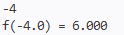 -4
f(-4.0) = 6.000